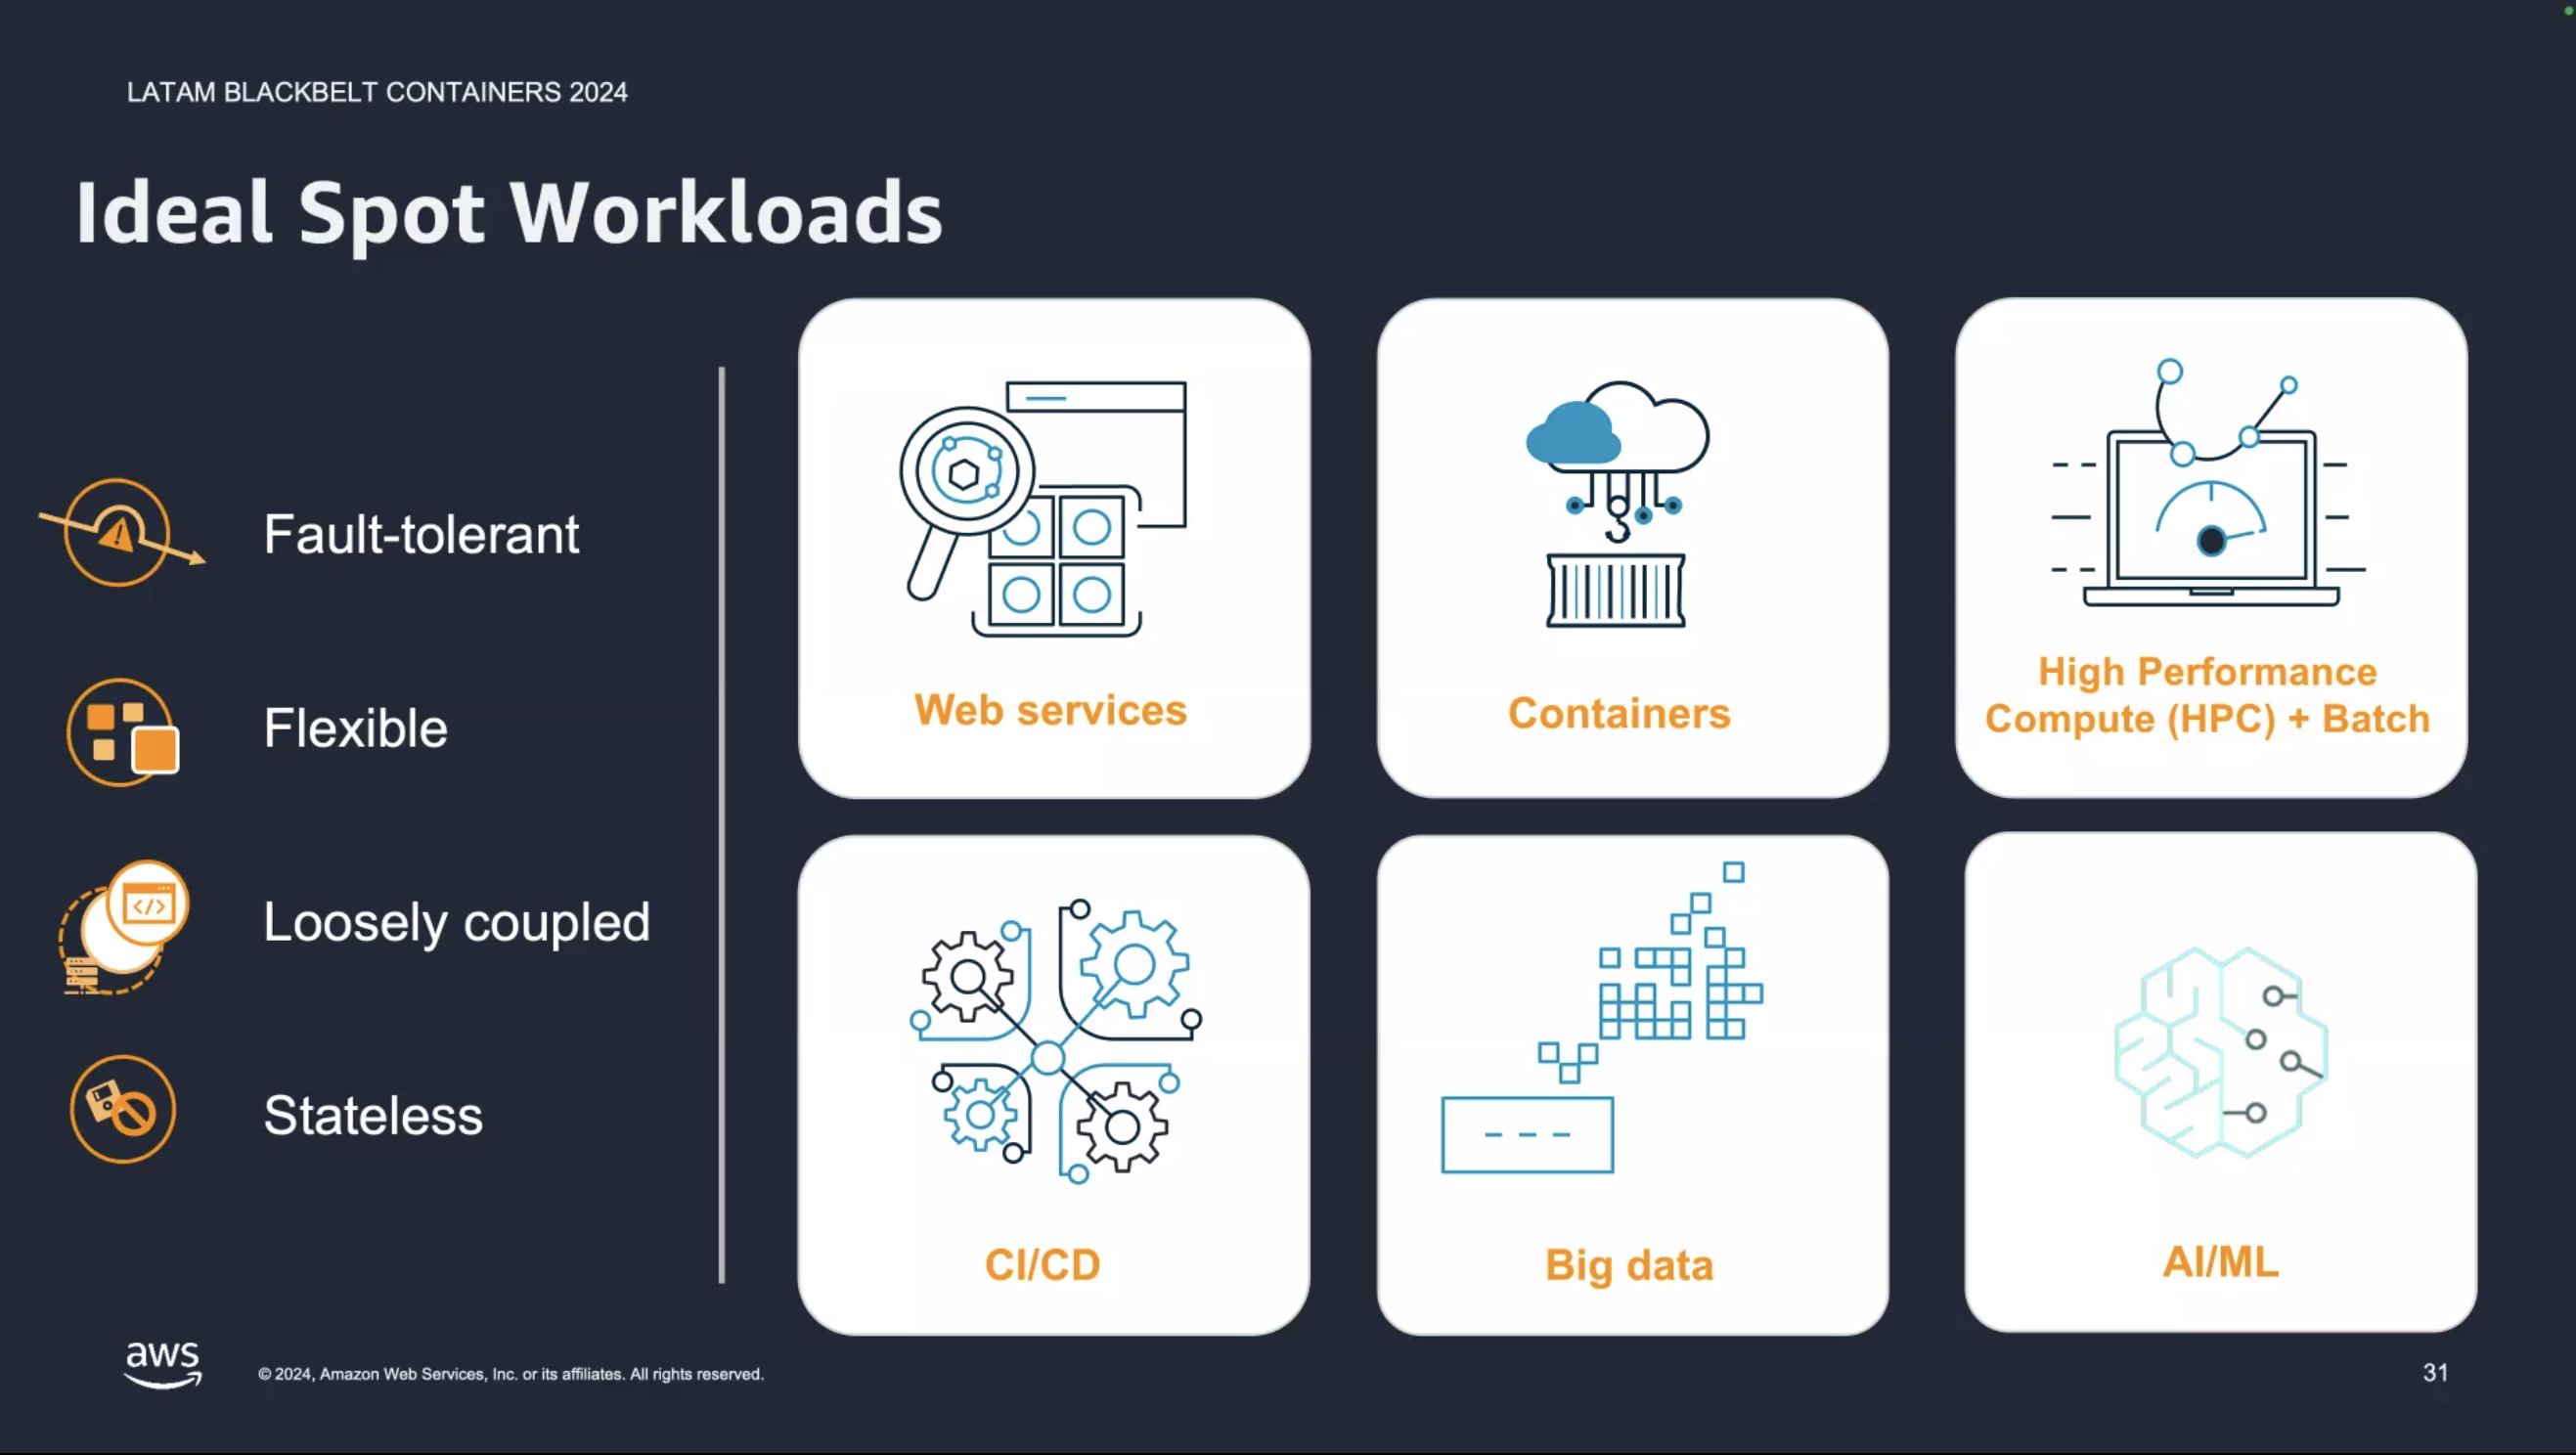 LATAM BLACKBELT CONTAINERS 2024
Ideal Spot Workloads
Fault-tolerant
Flexible
Loosely coupled
</>
Stateless
Web services
Containers
High Performance
Compute (HPC) + Batch
CI/CD
Big data
AI/ML
aws
© 2024, Amazon Web Services, Inc. or its affiliates. All rights reserved.
31